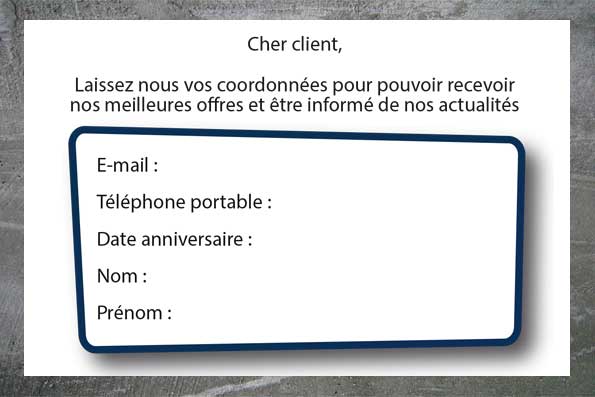 Cher client,
Laissez nous vos coordonnées pour pouvoir recevoir
nos meilleures offres et être informé de nos actualités
E-mail :
Téléphone portable :
Date anniversaire :
Nom :
Prénom :